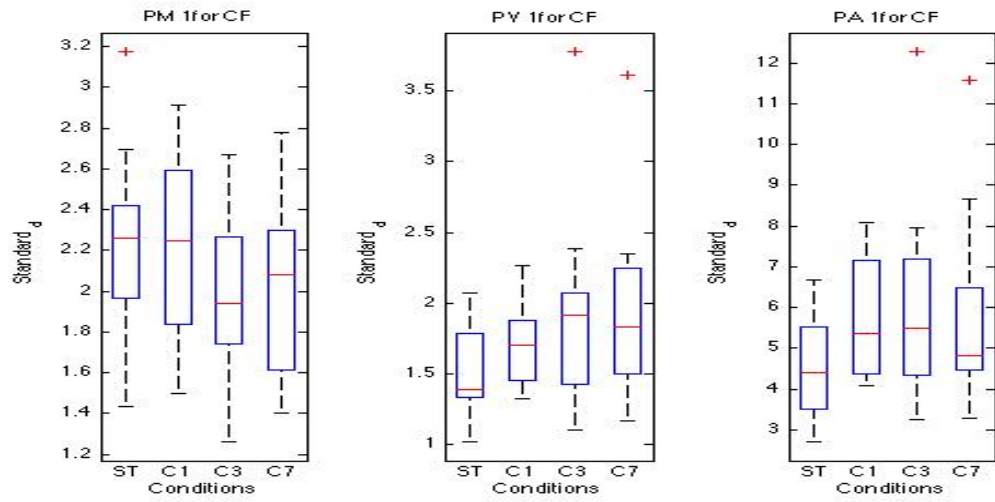 PM 1forCF
3.2
3
2.8
2.6
2.4
2.2
2
1.8
1.6
1.4
1.2
Standard_d
ST C1 C3 C7
Conditions
PV 1forCF
3.5
3
2.5
2
1.5
1
Standard_d
ST C1 C3 C7
Conditions
PA 1forCF
12
11
10
9
8
7
6
5
4
3
Standard_d
ST C1 C3 C7
Conditions